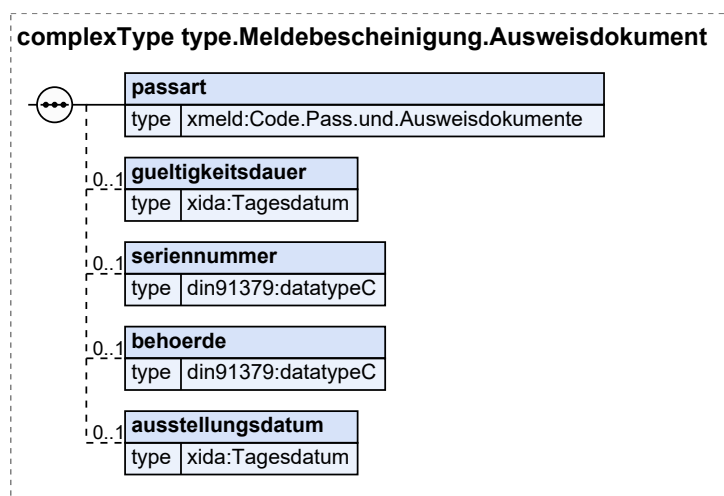 complexType type.Meldebescheinigung.Ausweisdokument
passart
type xmeld:Code.Pass.und.Ausweisdokumente
0..1 gueltigkeitsdauer
type xida:Tagesdatum
0..1 seriennummer
type din91379:datatypeC
0..1 behoerde
type din91379:datatypeC
0..1 ausstellungsdatum
type xida:Tagesdatum